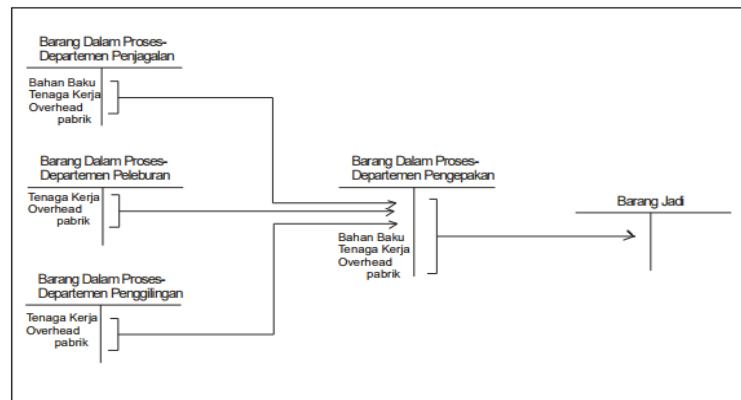 Barang Dalam Proses-
Departemen Penjagalan
Bahan Baku
Tenaga Kerja
Overhead
pabrik
Barang Dalam Proses-
Departemen Peleburan
Tenaga Kerja
Overhead
pabrik
Barang Dalam Proses-
Departemen Penggilingan
Tenaga Kerja
Overhead
pabrik
Barang Dalam Proses-
Departemen Pengepakan
Bahan Baku
Tenaga Kerja
Overhead
pabrik
Barang Jadi